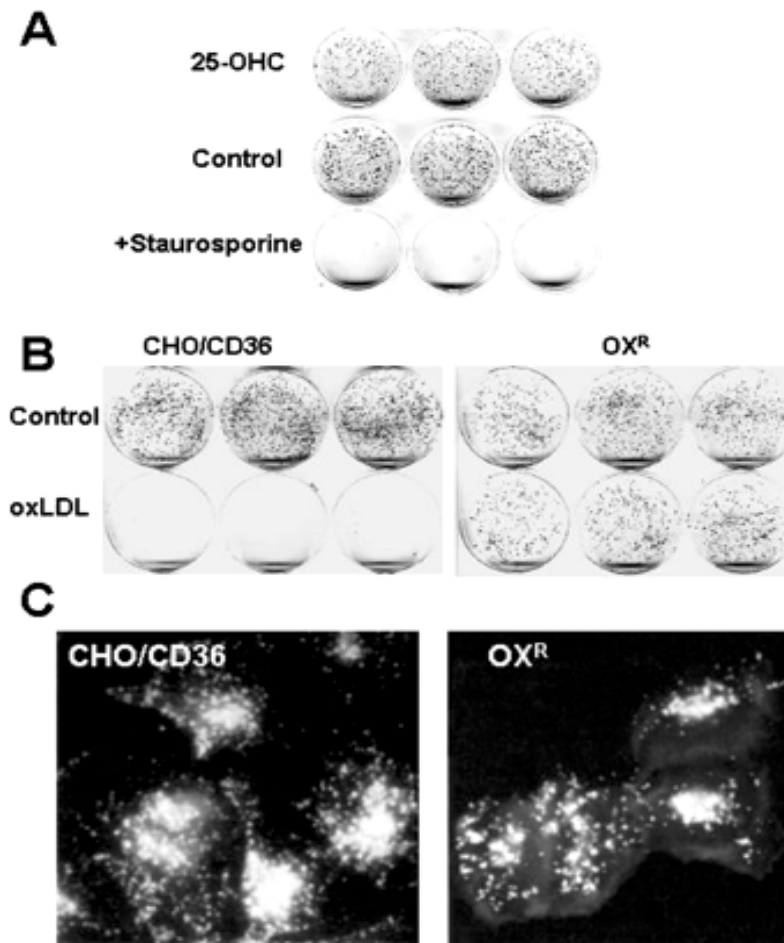 A
25-OHC
Control
+Staurosporine
B
CHO/CD36
OXᴿ
Control
oxLDL
C
CHO/CD36
OXᴿ